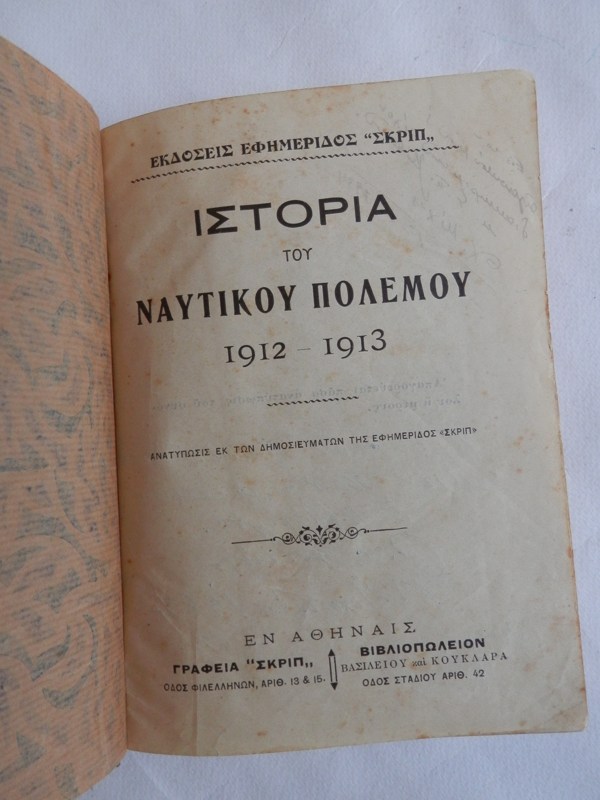 ΕΚΔΟΣΕΙΣ ΕΦΗΜΕΡΙΔΟΣ "ΣΚΡΙΠ„
ΙΣΤΟΡΙΑ
ΤΟΥ
ΝΑΥΤΙΚΟΥ ΠΟΛΕΜΟΥ
1912 – 1913
ΑΝΑΤΥΠΩΣΙΣ ΕΚ ΤΩΝ ΔΗΜΟΣΙΕΥΜΑΤΩΝ ΤΗΣ ΕΦΗΜΕΡΙΔΟΣ «ΣΚΡΙΠ»
ΕΝ ΑΘΗΝΑΙΣ
ΓΡΑΦΕΙΑ "ΣΚΡΙΠ„
ΟΔΟΣ ΦΙΛΕΛΛΗΝΩΝ, ΑΡΙΘ. 13 & 15.
ΒΙΒΛΙΟΠΩΛΕΙΟΝ
ΒΑΣΙΛΕΙΟΥ καὶ ΚΟΥΚΛΑΡΑ
ΟΔΟΣ ΣΤΑΔΙΟΥ ΑΡΙΘ. 42